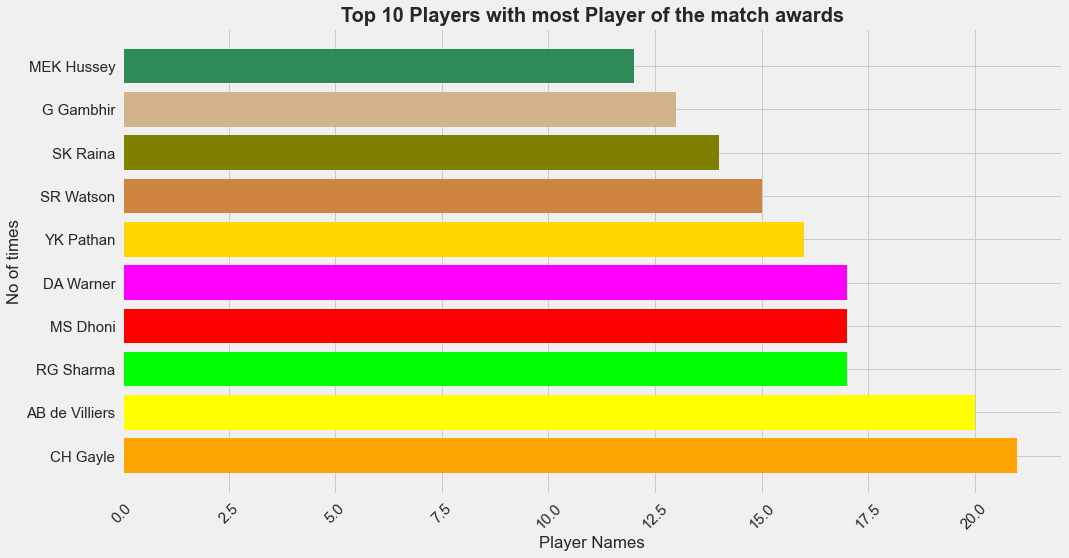 Top 10 Players with most Player of the match awards
No of times
MEK Hussey
G Gambhir
SK Raina
SR Watson
YK Pathan
DA Warner
MS Dhoni
RG Sharma
AB de Villiers
CH Gayle
0.0
2.5
5.0
7.5
10.0
12.5
15.0
17.5
20.0
Player Names